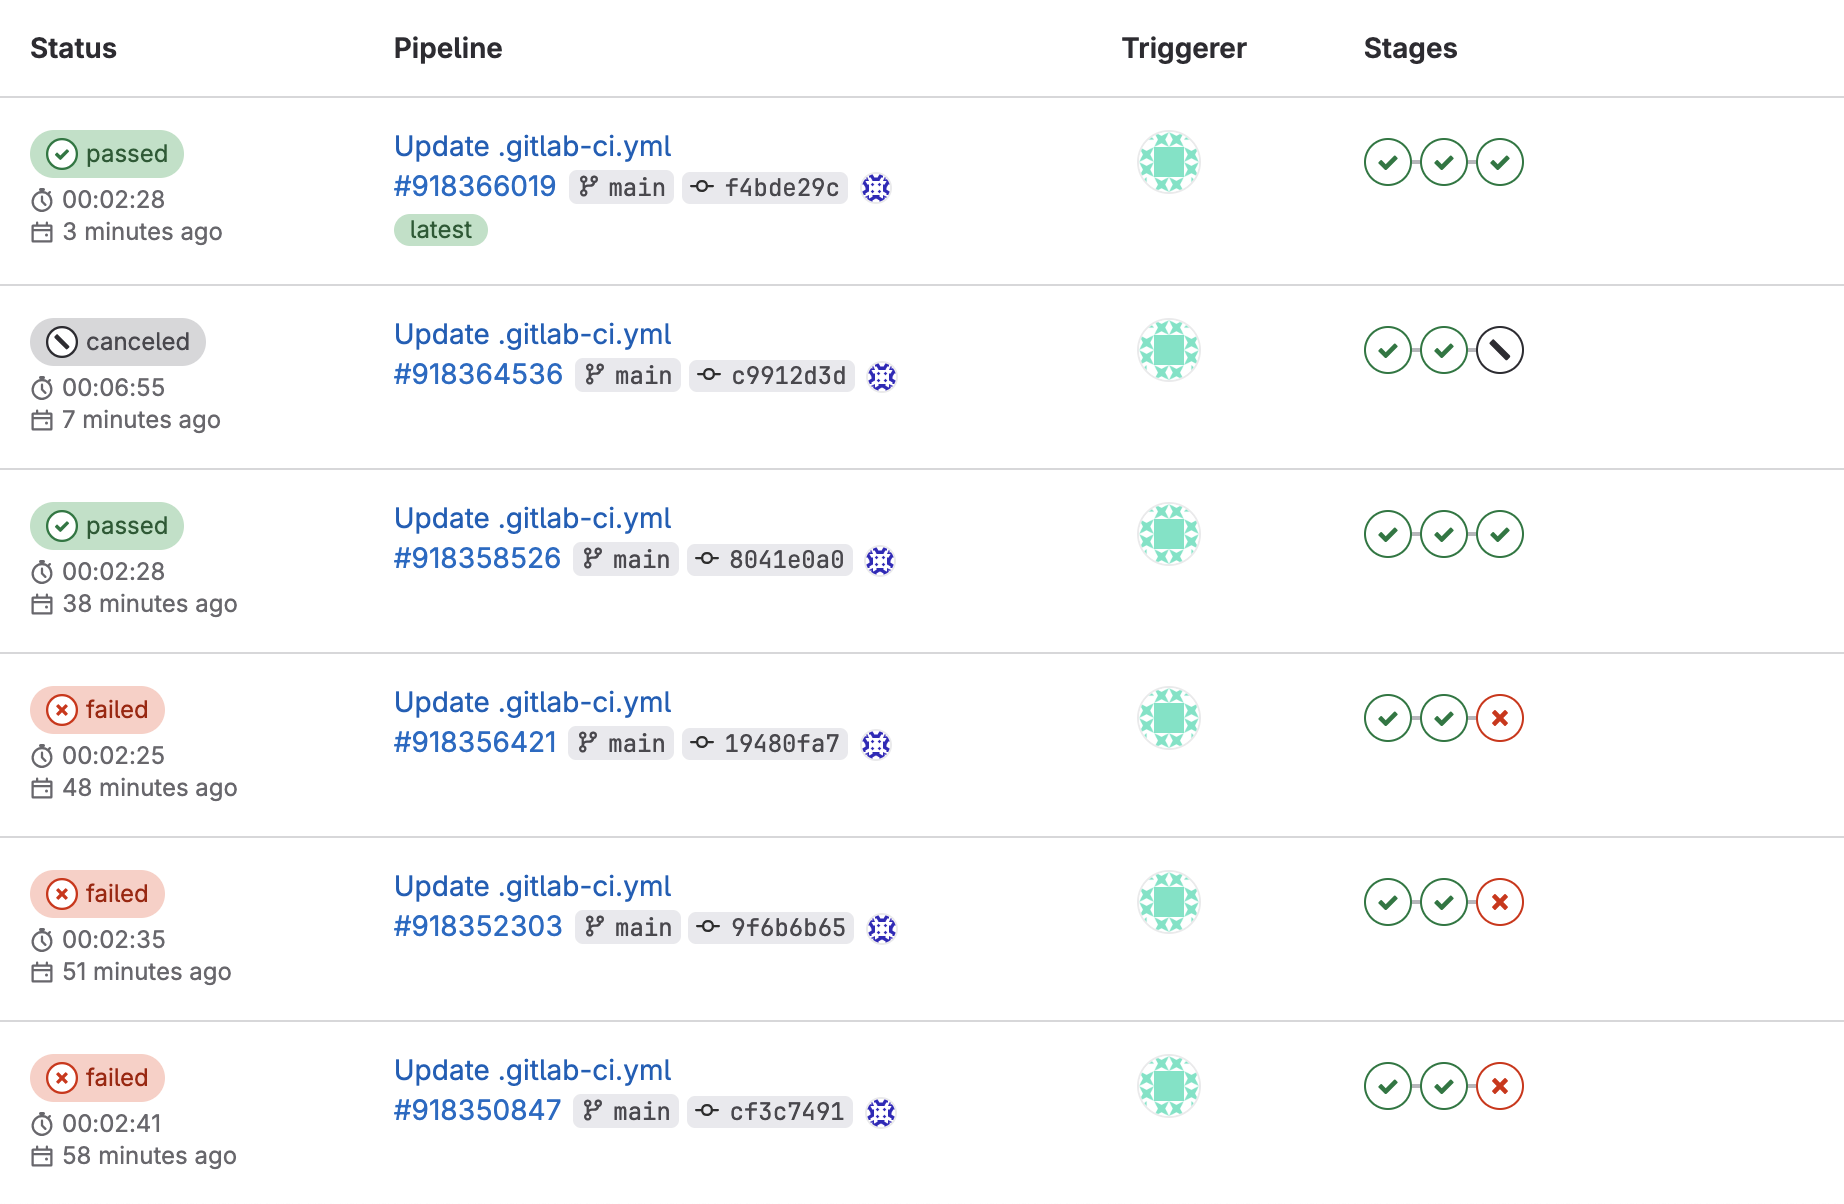 Status Pipeline Triggerer Stages
passed
00:02:28
3 minutes ago
Update .gitlab-ci.yml
#918366019 main f4bde29c
latest
canceled
00:06:55
7 minutes ago
Update .gitlab-ci.yml
#918364536 main c9912d3d
passed
00:02:28
38 minutes ago
Update .gitlab-ci.yml
#918358526 main 8041e0a0
failed
00:02:25
48 minutes ago
Update .gitlab-ci.yml
#918356421 main 19480fa7
failed
00:02:35
51 minutes ago
Update .gitlab-ci.yml
#918352303 main 9f6b6b65
failed
00:02:41
58 minutes ago
Update .gitlab-ci.yml
#918350847 main cf3c7491